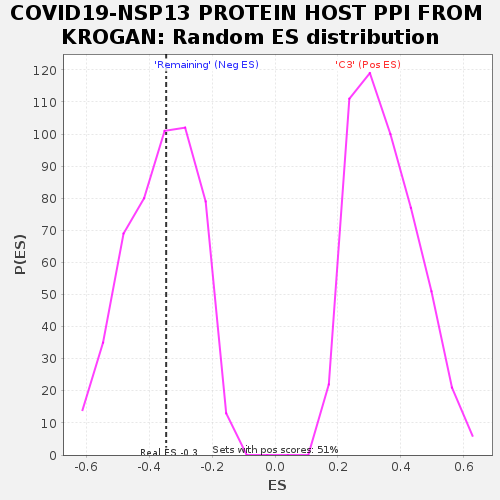 COVID19-NSP13 PROTEIN HOST PPI FROM
KROGAN: Random ES distribution
'Remaining' (Neg ES)
'C3' (Pos ES)
120
110
100
90
80
70
60
50
40
30
20
10
0
P(ES)
Real ES -0.3
Sets with pos scores: 51%
-0.6
-0.4
-0.2
0.0
0.2
0.4
0.6
ES